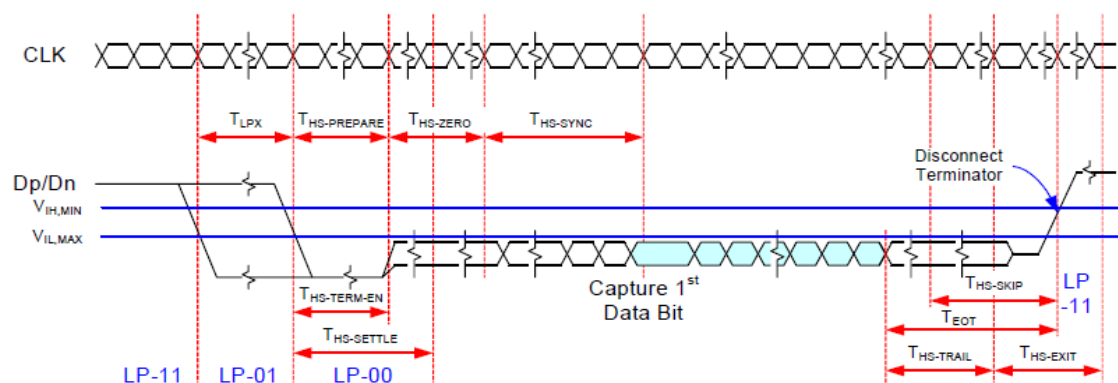 CLK
TLPX THS-PREPARE THS-ZERO THS-SYNC
Disconnect
Terminator
Dp/Dn
VIH,MIN
VIL,MAX
Capture 1st
Data Bit
THS-TERM-EN
THS-SETTLE
THS-SKIP
TEOT
THS-TRAIL THS-EXIT
LP
-11
LP-11 LP-01 LP-00